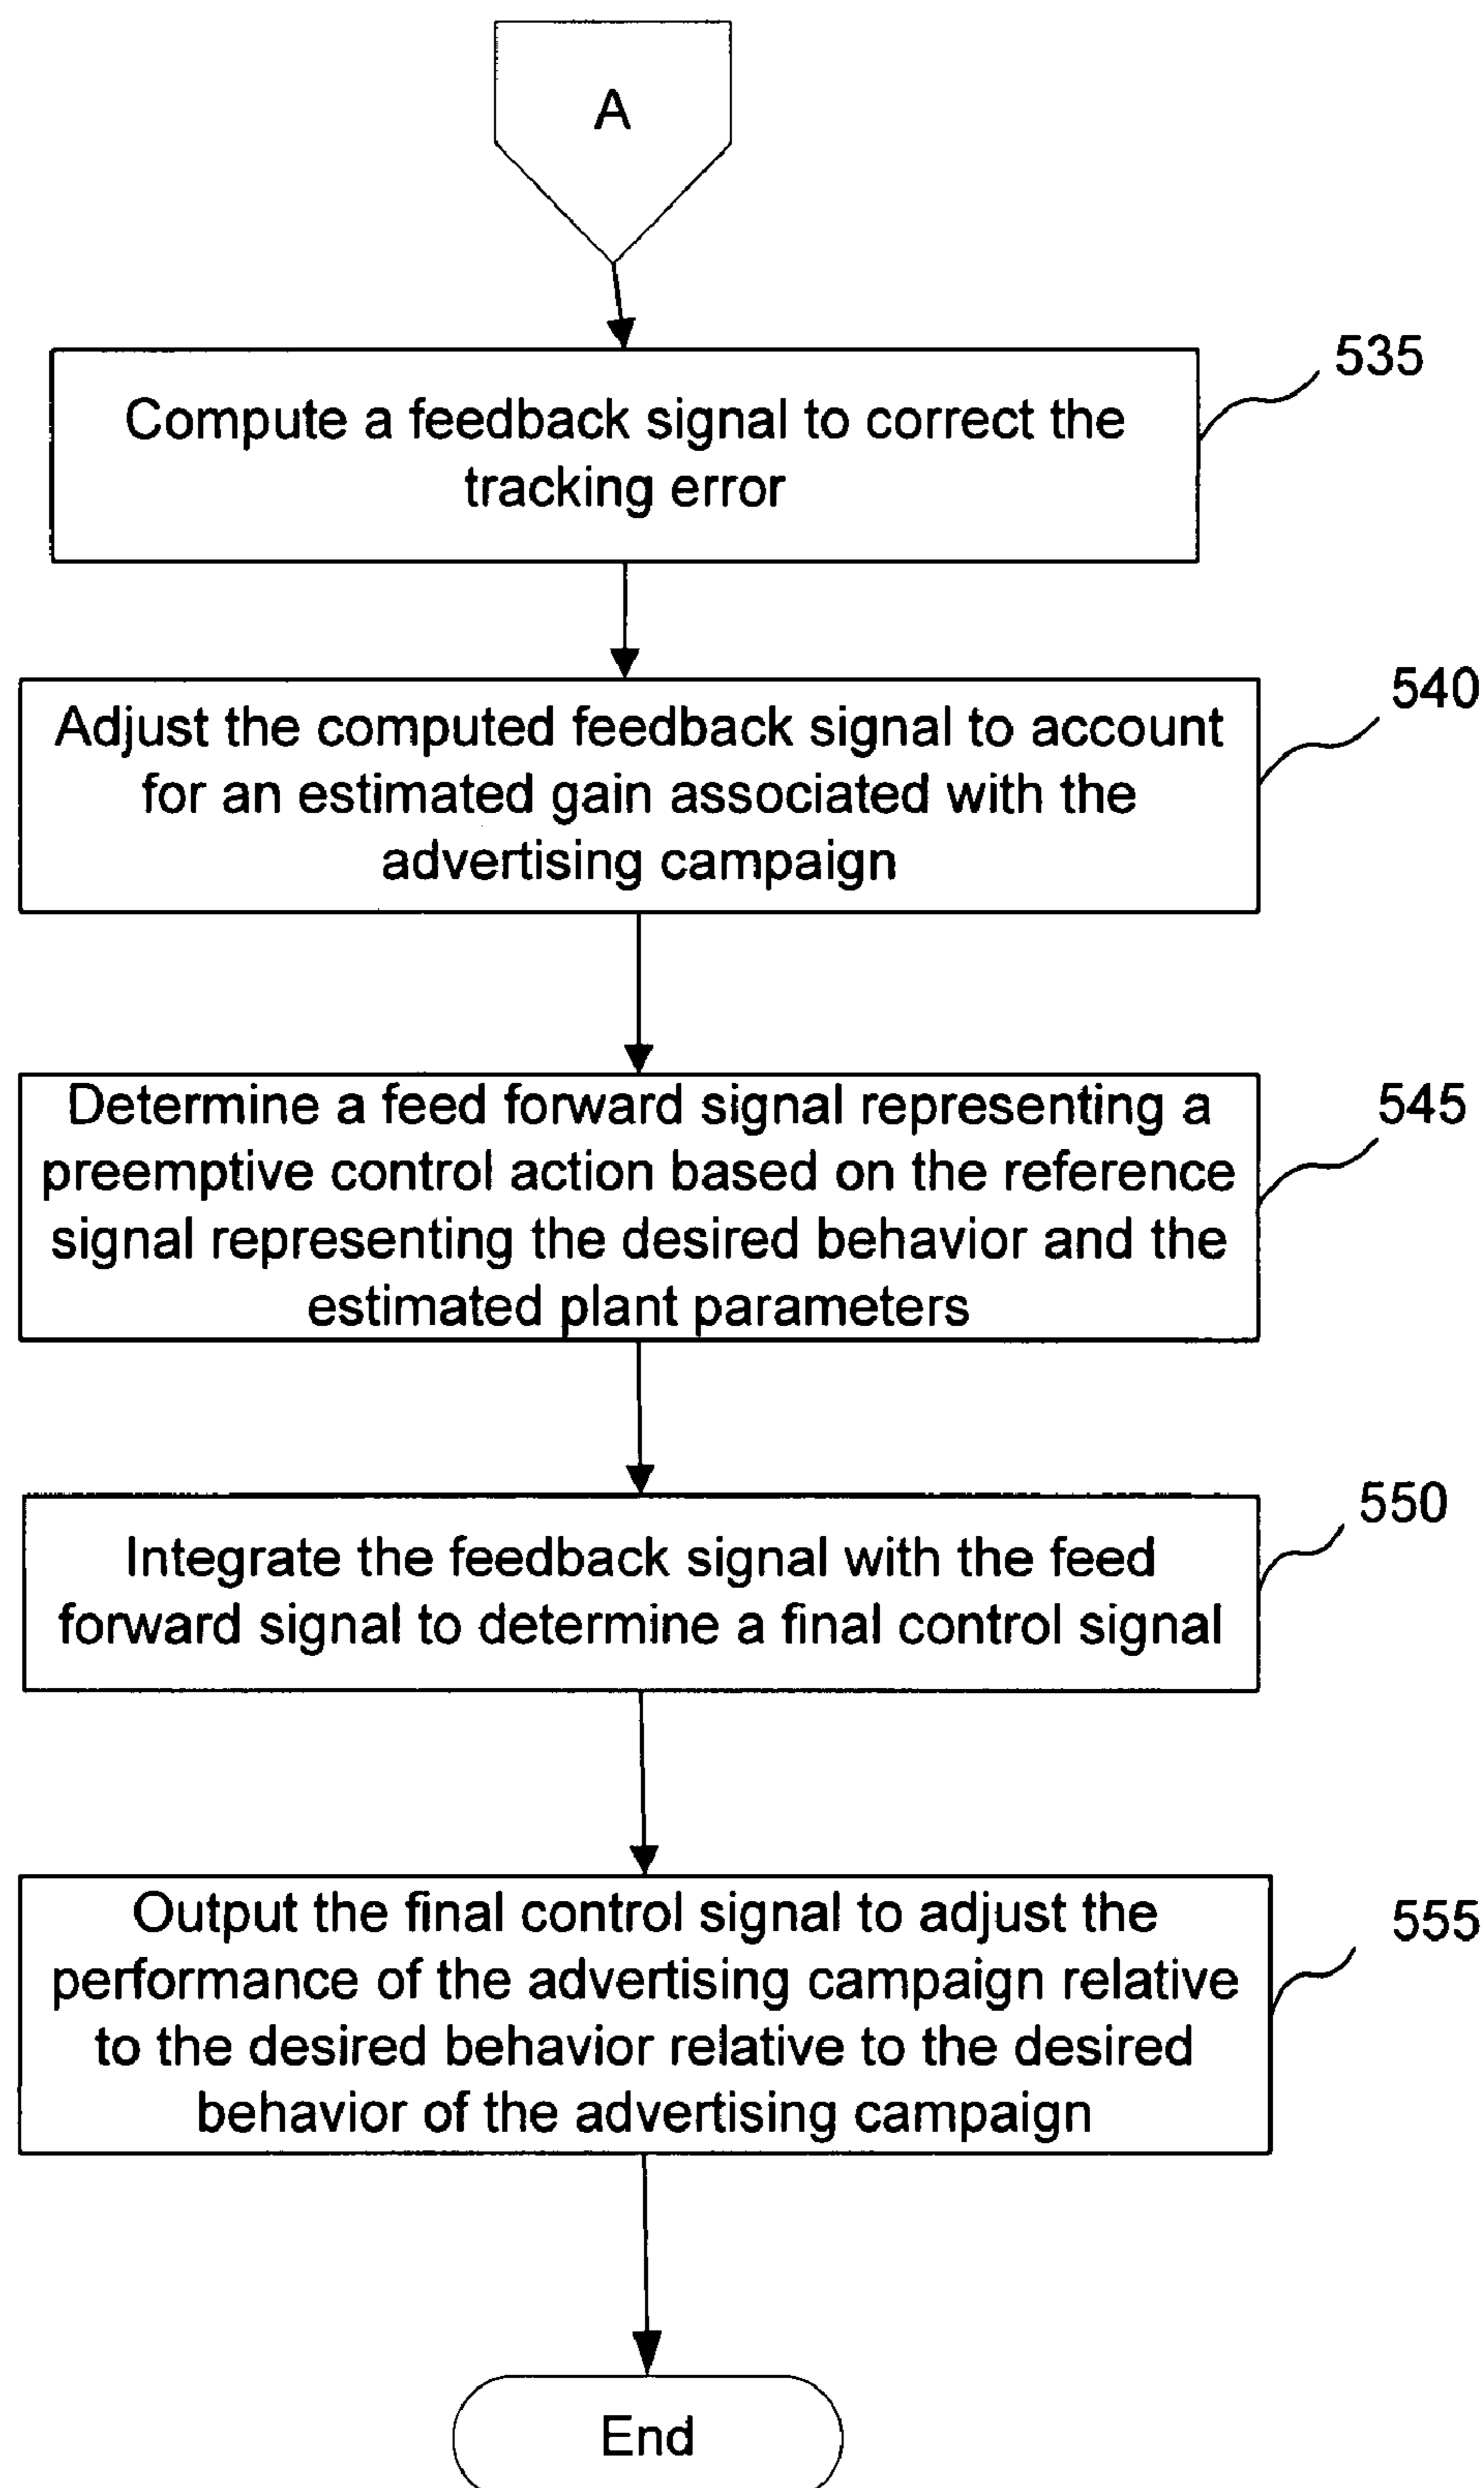 A
535
Compute a feedback signal to correct the
tracking error
540
Adjust the computed feedback signal to account
for an estimated gain associated with the
advertising campaign
545
Determine a feed forward signal representing a
preemptive control action based on the reference
signal representing the desired behavior and the
estimated plant parameters
550
Integrate the feedback signal with the feed
forward signal to determine a final control signal
555
Output the final control signal to adjust the
performance of the advertising campaign relative
to the desired behavior relative to the desired
behavior of the advertising campaign
End